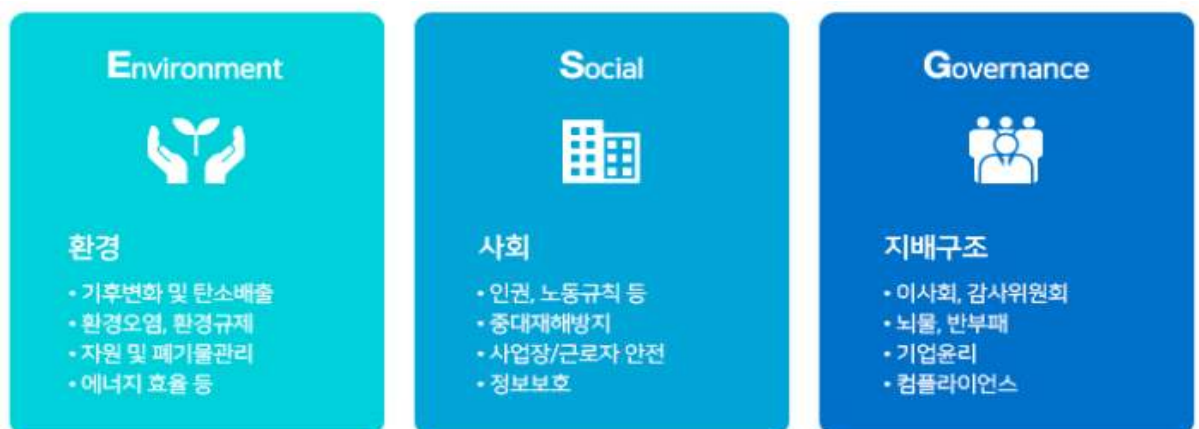 Environment
환경
• 기후변화 및 탄소배출
• 환경오염, 환경규제
• 자원 및 폐기물관리
• 에너지 효율 등
Social
사회
• 인권, 노동규칙 등
• 중대재해방지
• 사업장/근로자 안전
• 정보보호
Governance
지배구조
• 이사회, 감사위원회
• 뇌물, 반부패
• 기업윤리
• 컴플라이언스